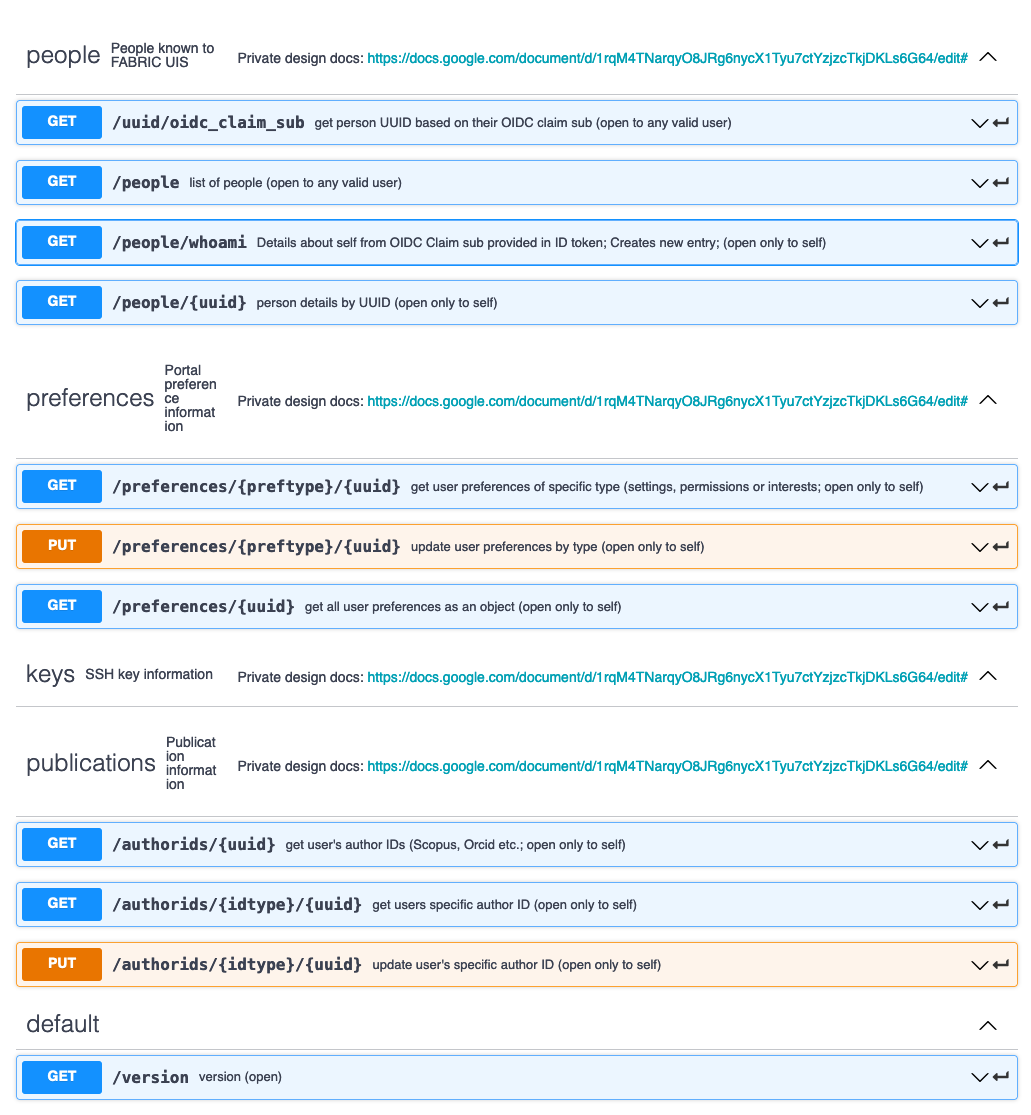 people People known to FABRIC UIS Private design docs: https://docs.google.com/document/d/1rqM4TNarqyO8JRg6nycX1Tyu7ctYzjzcTkjDKLs6G64/edit#
GET /uuid/oidc_claim_sub get person UUID based on their OIDC claim sub (open to any valid user)
GET /people list of people (open to any valid user)
GET /people/whoami Details about self from OIDC Claim sub provided in ID token; Creates new entry; (open only to self)
GET /people/{uuid} person details by UUID (open only to self)
preferences Portal preferen ce informat ion Private design docs: https://docs.google.com/document/d/1rqM4TNarqyO8JRg6nycX1Tyu7ctYzjzcTkjDKLs6G64/edit#
GET /preferences/{preftype}/{uuid} get user preferences of specific type (settings, permissions or interests; open only to self)
PUT /preferences/{preftype}/{uuid} update user preferences by type (open only to self)
GET /preferences/{uuid} get all user preferences as an object (open only to self)
keys SSH key information Private design docs: https://docs.google.com/document/d/1rqM4TNarqyO8JRg6nycX1Tyu7ctYzjzcTkjDKLs6G64/edit#
publications Publicat ion informat ion Private design docs: https://docs.google.com/document/d/1rqM4TNarqyO8JRg6nycX1Tyu7ctYzjzcTkjDKLs6G64/edit#
GET /authorids/{uuid} get user's author IDs (Scopus, Orcid etc.; open only to self)
GET /authorids/{idtype}/{uuid} get users specific author ID (open only to self)
PUT /authorids/{idtype}/{uuid} update user's specific author ID (open only to self)
default
GET /version version (open)